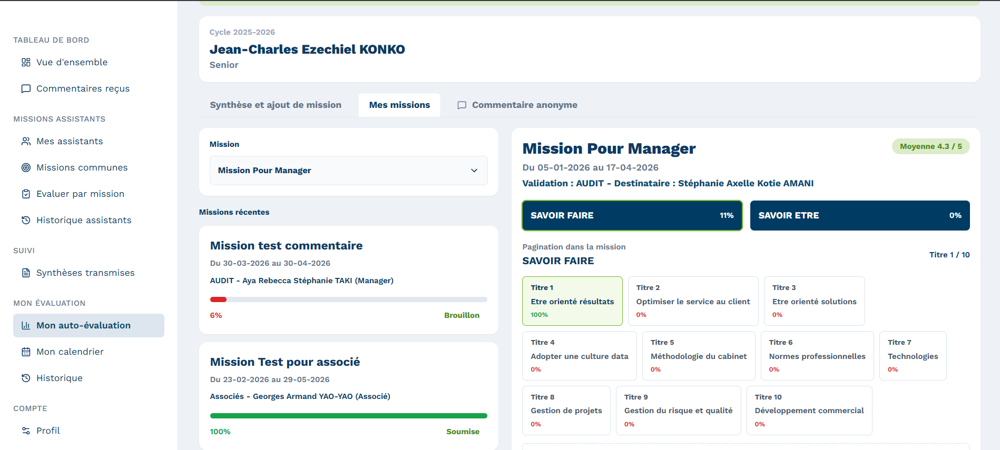 TABLEAU DE BORD
Vue d'ensemble
Commentaires reçus
MISSIONS ASSISTANTS
Mes assistants
Missions communes
Evaluer par mission
Historique assistants
SUIVI
Synthèses transmises
MON ÉVALUATION
Mon auto-évaluation
Mon calendrier
Historique
COMPTE
Profil
Cycle 2025-2026
Jean-Charles Ezechiel KONKO
Senior
Synthèse et ajout de mission
Mes missions
Commentaire anonyme
Mission
Mission Pour Manager
Missions récentes
Mission test commentaire
Du 30-03-2026 au 30-04-2026
AUDIT - Aya Rebecca Stéphanie TAKI (Manager)
6%
Brouillon
Mission Test pour associé
Du 23-02-2026 au 29-05-2026
Associés - Georges Armand YAO-YAO (Associé)
100%
Soumise
Mission Pour Manager
Moyenne 4.3 / 5
Du 05-01-2026 au 17-04-2026
Validation : AUDIT - Destinataire : Stéphanie Axelle Kotie AMANI
SAVOIR FAIRE 11%
SAVOIR ETRE 0%
Pagination dans la mission
SAVOIR FAIRE
Titre 1 / 10
Titre 1
Etre orienté résultats
100%
Titre 2
Optimiser le service au client
0%
Titre 3
Etre orienté solutions
0%
Titre 4
Adopter une culture data
0%
Titre 5
Méthodologie du cabinet
0%
Titre 6
Normes professionnelles
0%
Titre 7
Technologies
0%
Titre 8
Gestion de projets
0%
Titre 9
Gestion du risque et qualité
0%
Titre 10
Développement commercial
0%